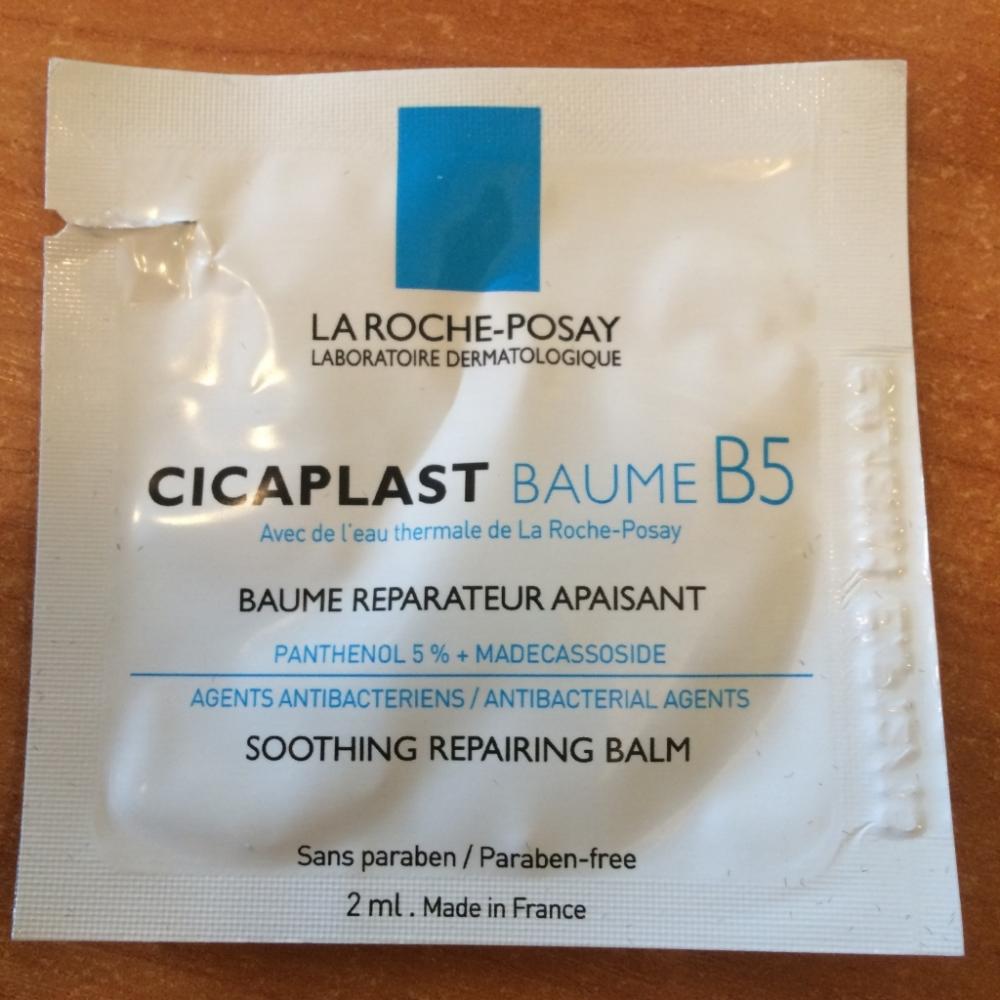 LA ROCHE-POSAY
LABORATOIRE DERMATOLOGIQUE
CICAPLAST BAUME B5
Avec de l'eau thermale de La Roche-Posay
BAUME REPARATEUR APAISANT
PANTHENOL 5 % + MADECASSOSIDE
AGENTS ANTIBACTERIENS / ANTIBACTERIAL AGENTS
SOOTHING REPAIRING BALM
Sans paraben / Paraben-free
2 ml . Made in France